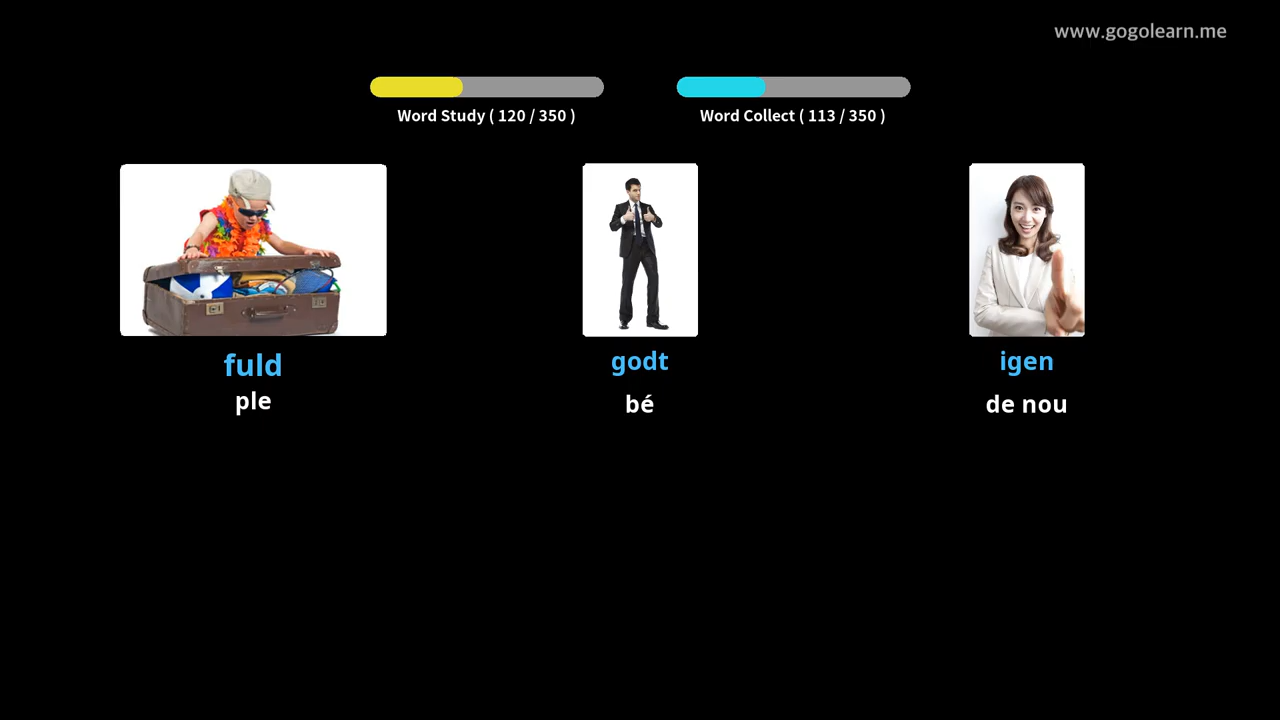 www.gogolearn.me
Word Study ( 120 / 350 )
Word Collect ( 113 / 350 )
fuld
ple
godt
bé
igen
de nou